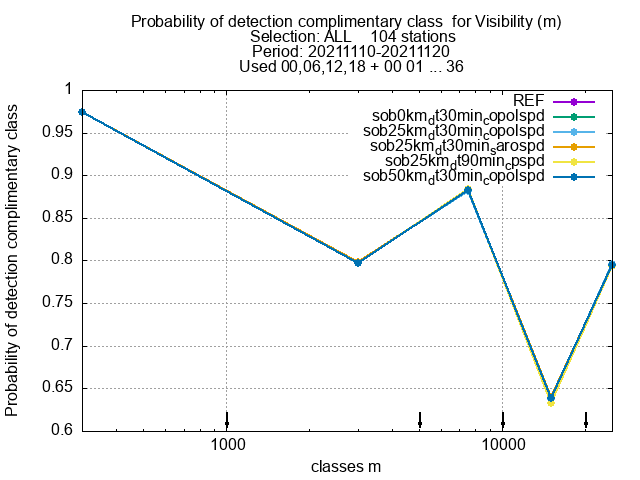 Probability of detection complimentary class  for Visibility (m)
Selection: ALL    104 stations
Period: 20211110-20211120
Used 00,06,12,18 + 00 01 ... 36
REF
sob0km_dt30min_copolspd
sob25km_dt30min_copolspd
sob25km_dt30min_sarospd
sob25km_dt90min_cpspd
sob50km_dt30min_copolspd
1
0.95
0.9
0.85
0.8
0.75
0.7
0.65
0.6
Probability of detection complimentary class
1000
10000
classes m